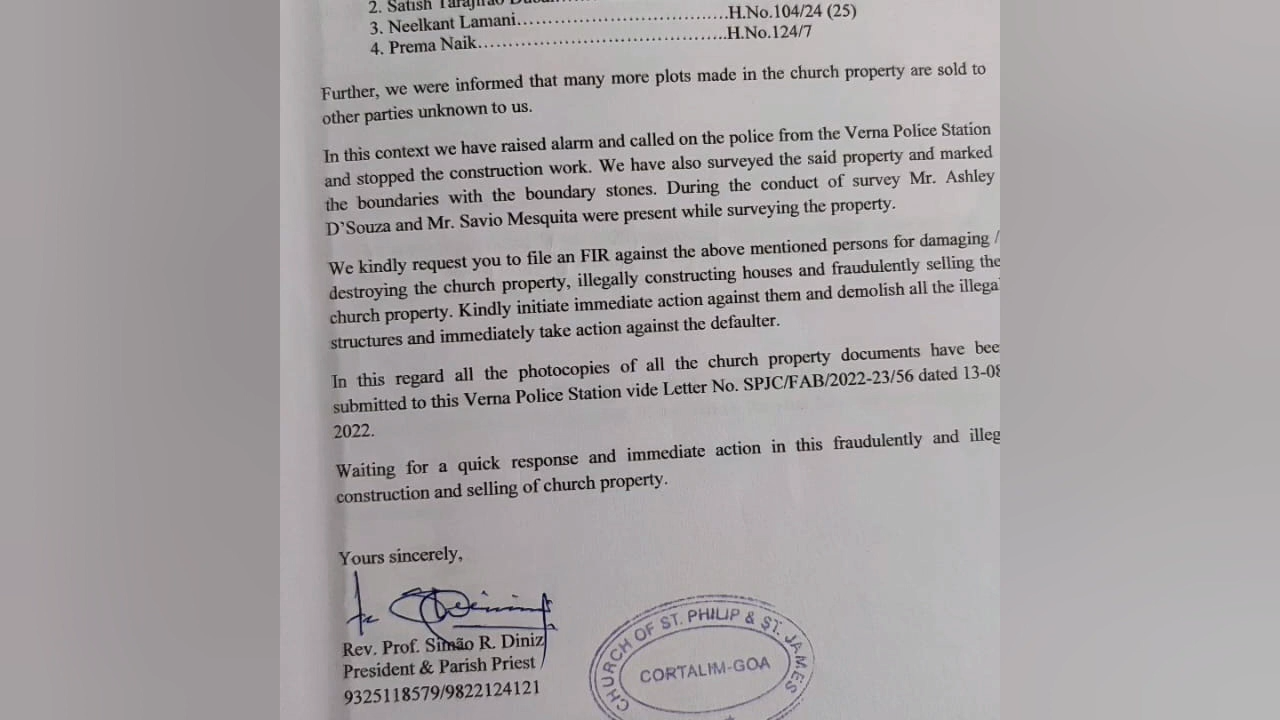 2. Satish
3. Neelkant Lamani……………………………H.No.104/24 (25)
4. Prema Naik…………………………………..H.No.124/7
Further, we were informed that many more plots made in the church property are sold to
other parties unknown to us.
In this context we have raised alarm and called on the police from the Verna Police Station
and stopped the construction work. We have also surveyed the said property and marked
the boundaries with the boundary stones. During the conduct of survey Mr. Ashley
D'Souza and Mr. Savio Mesquita were present while surveying the property.
We kindly request you to file an FIR against the above mentioned persons for damaging /
destroying the church property, illegally constructing houses and fraudulently selling the
church property. Kindly initiate immediate action against them and demolish all the illega
structures and immediately take action against the defaulter.
In this regard all the photocopies of all the church property documents have bee
submitted to this Verna Police Station vide Letter No. SPJC/FAB/2022-23/56 dated 13-08
2022.
Waiting for a quick response and immediate action in this fraudulently and illeg
construction and selling of church property.
Yours sincerely,
Rev. Prof. Simão R. Diniz
President & Parish Priest
9325118579/9822124121
CHURCH OF ST. PHILIP & ST. JAMES
CORTALIM-GOA